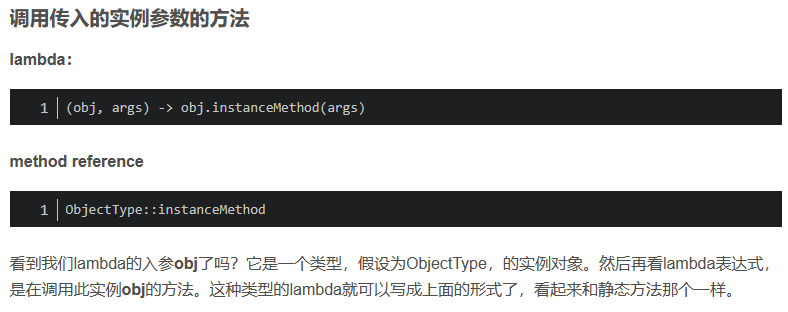 调用传入的实例参数的方法
lambda：
1 (obj, args) -> obj.instanceMethod(args)
method reference
1 ObjectType::instanceMethod
看到我们lambda的入参obj了吗？它是一个类型，假设为ObjectType，的实例对象。然后再看lambda表达式，
是在调用此实例obj的方法。这种类型的lambda就可以写成上面的形式了，看起来和静态方法那个一样。